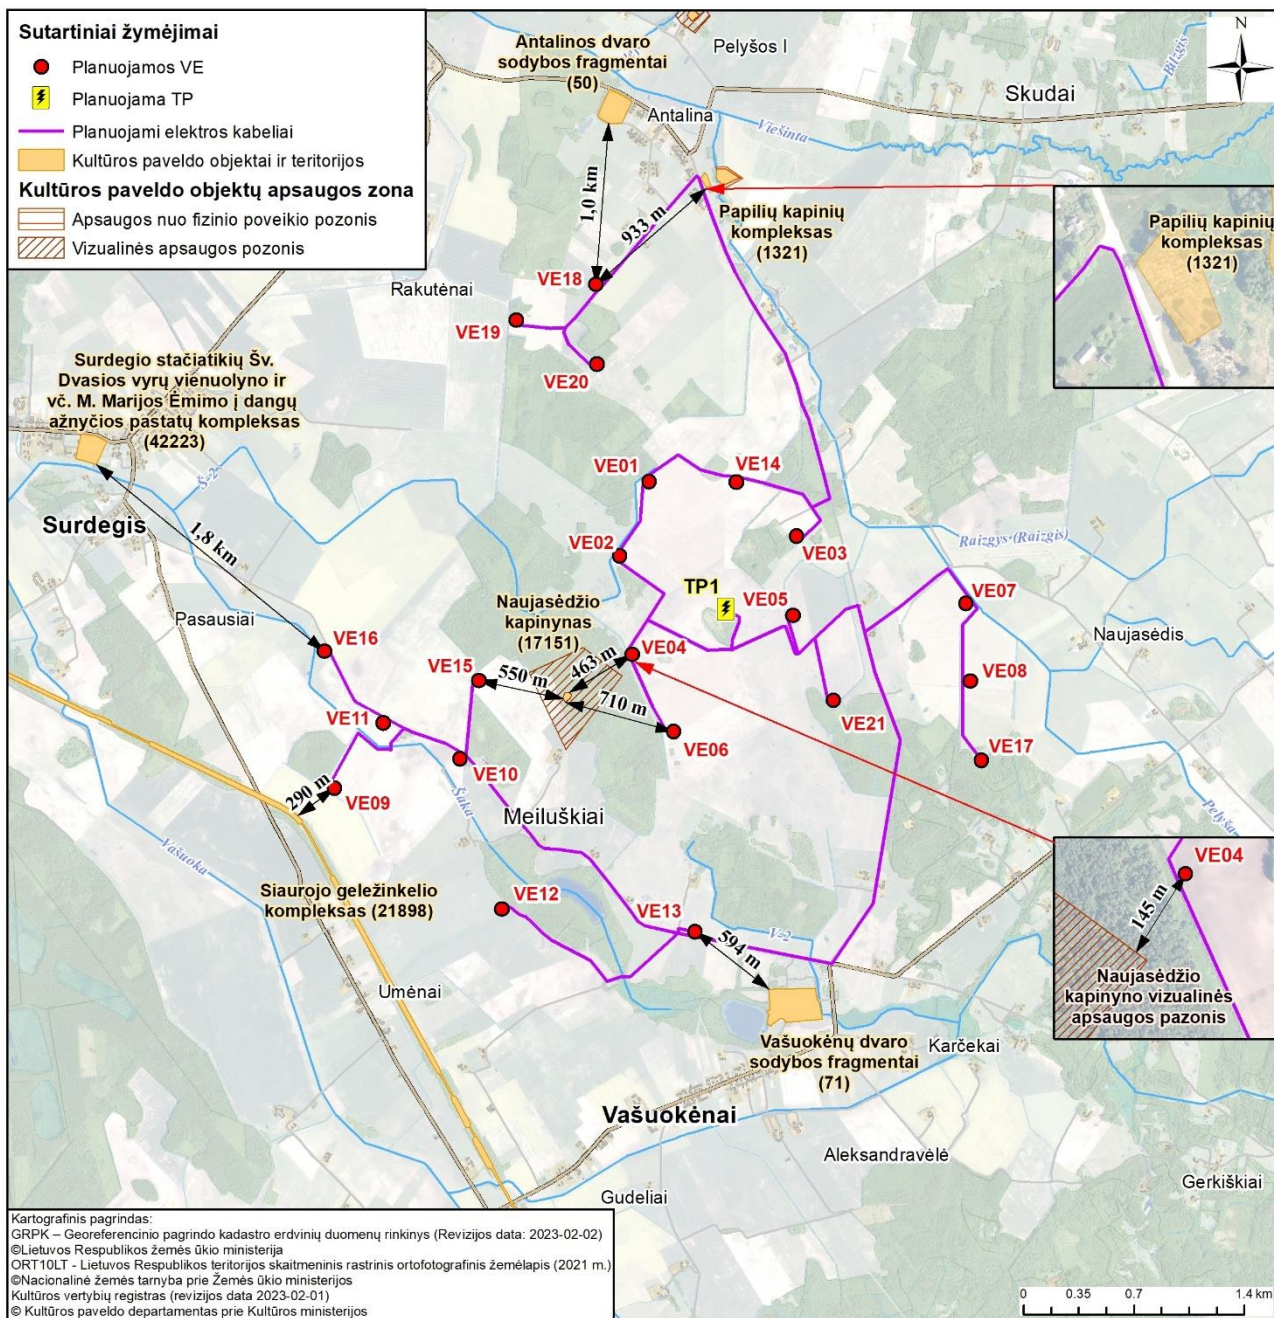 Sutartiniai žymėjimai
Planuojamos VE
Planuojama TP
Planuojami elektros kabeliai
Kultūros paveldo objektai ir teritorijos
Kultūros paveldo objektų apsaugos zona
Apsaugos nuo fizinio poveikio pozonis
Vizualinės apsaugos pozonis
Antalinos dvaro
sodybos fragmentai
(50)
Pelyšos I
Skudai
Bilzgis
N
Antalina
Viešinta
1,0 km
933 m
Papilių kapinių
kompleksas
(1321)
Papilių kapinių
kompleksas
(1321)
VE18
Rakutėnai
VE19
VE20
Surdegio stačiatikių Šv.
Dvasios vyrų vienuolyno ir
vč. M. Marijos Ėmimo į dangų
ažnyčios pastatų kompleksas
(42223)
Š-2
Surdegis
1,8 km
VE01
VE14
VE02
VE03
Raizgys (Raizgis)
TP1
VE05
VE07
Naujasėdis
Naujasėdžio
kapinynas
(17151)
Pasausiai
VE16
VE15
550 m
463 m
VE04
710 m
VE08
VE11
VE06
VE21
VE17
VE10
290 m
VE09
Šaka
Meiluškiai
Pelyša
Vašuoka
Siaurojo geležinkelio
kompleksas (21898)
VE12
VE13
594 m
V-2
VE04
145 m
Naujasėdžio
kapinyno vizualinės
apsaugos pazonis
Umėnai
Karčekai
Vašuokėnų dvaro
sodybos fragmentai
(71)
Vašuokėnai
Aleksandravėlė
Gerkiškiai
Gudeliai
Kartografinis pagrindas:
GRPK – Georeferencinio pagrindo kadastro erdvinių duomenų rinkinys (Revizijos data: 2023-02-02)
©Lietuvos Respublikos žemės ūkio ministerija
ORT10LT - Lietuvos Respublikos teritorijos skaitmeninis rastrinis ortofotografinis žemėlapis (2021 m.)
©Nacionalinė žemės tarnyba prie Žemės ūkio ministerijos
Kultūros vertybių registras (revizijos data 2023-02-01)
© Kultūros paveldo departamentas prie Kultūros ministerijos
0 0.35 0.7 1.4 km